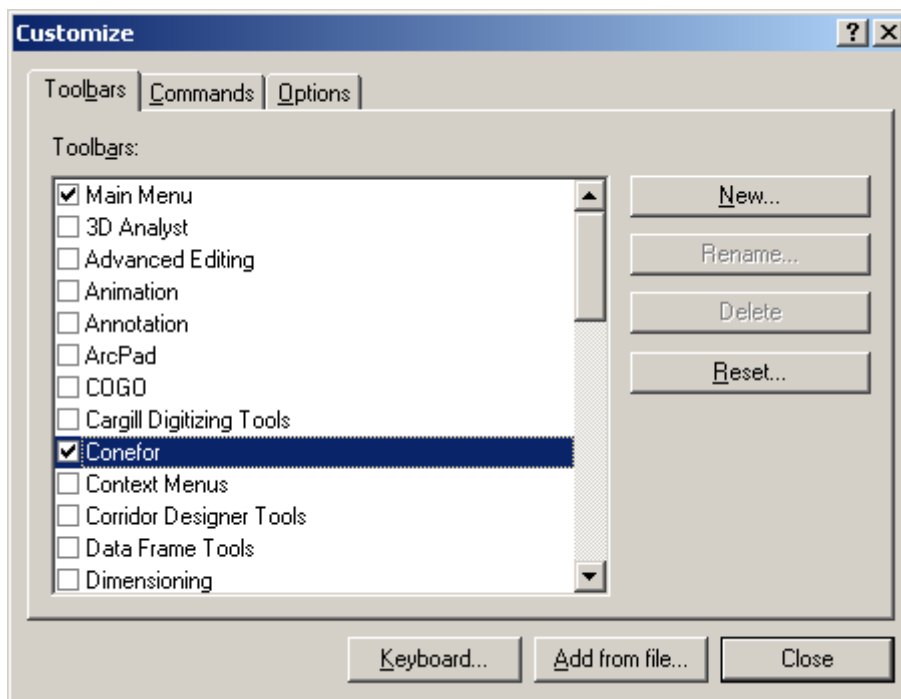 Customize
Toolbars Commands Options
Toolbars:
Main Menu
3D Analyst
Advanced Editing
Animation
Annotation
ArcPad
COGO
Cargill Digitizing Tools
Conefor
Context Menus
Corridor Designer Tools
Data Frame Tools
Dimensioning
New...
Rename...
Delete
Reset...
Keyboard... Add from file... Close